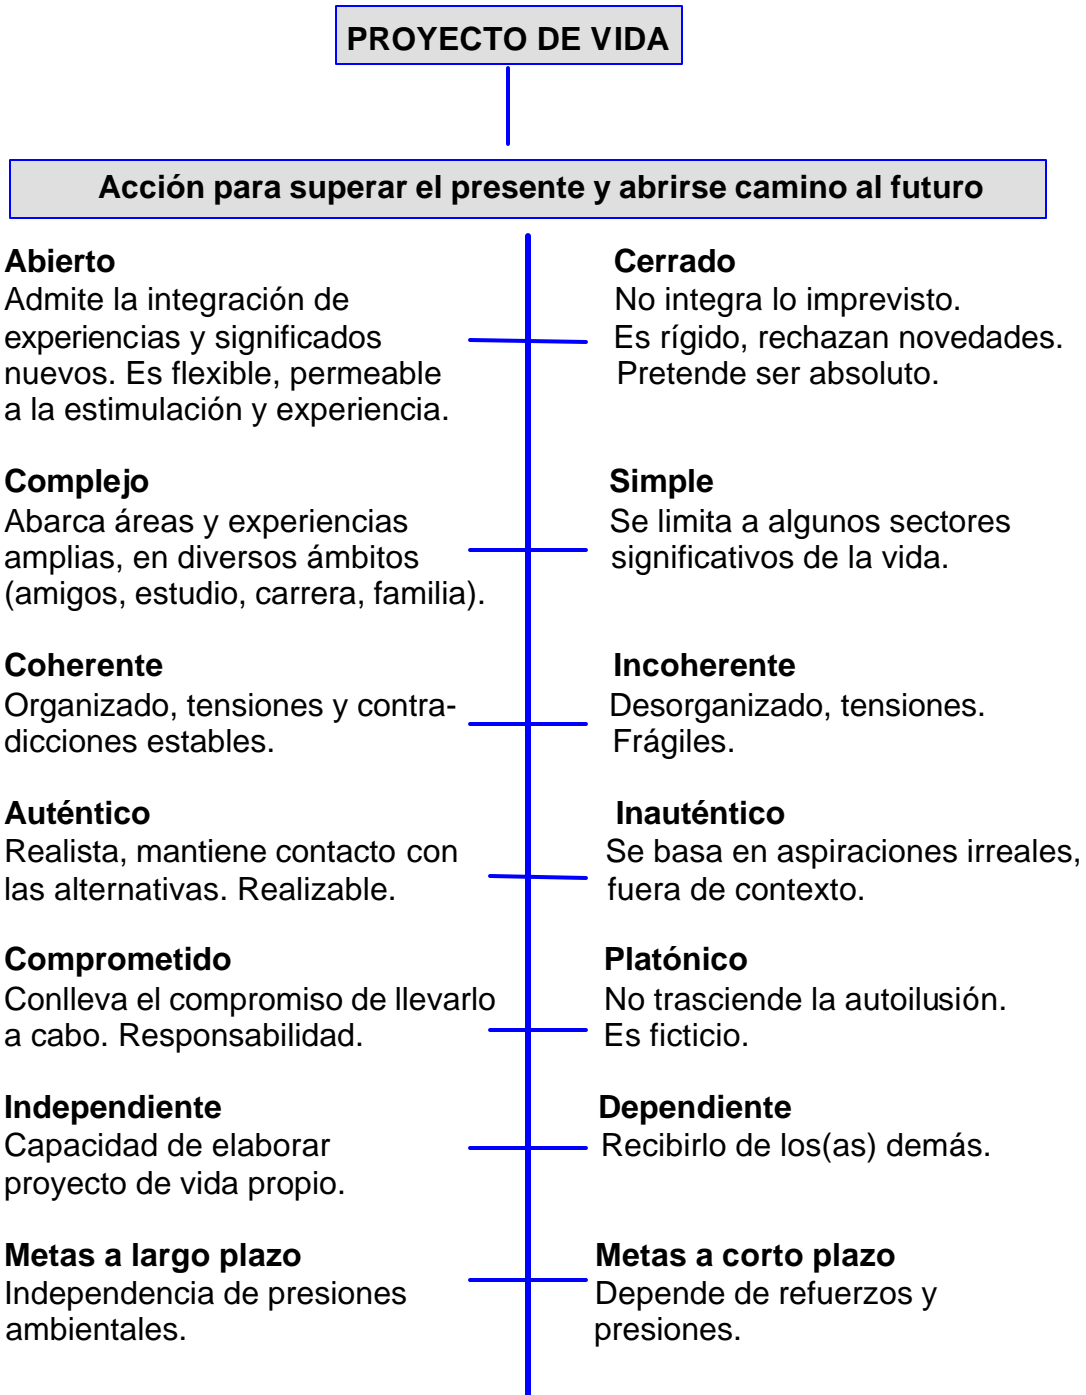 PROYECTO DE VIDA
Acción para superar el presente y abrirse camino al futuro
Abierto
Admite la integración de
experiencias y significados
nuevos. Es flexible, permeable
a la estimulación y experiencia.
Cerrado
No integra lo imprevisto.
Es rígido, rechazan novedades.
Pretende ser absoluto.
Complejo
Abarca áreas y experiencias
amplias, en diversos ámbitos
(amigos, estudio, carrera, familia).
Simple
Se limita a algunos sectores
significativos de la vida.
Coherente
Organizado, tensiones y contra-
dicciones estables.
Incoherente
Desorganizado, tensiones.
Frágiles.
Auténtico
Realista, mantiene contacto con
las alternativas. Realizable.
Inauténtico
Se basa en aspiraciones irreales,
fuera de contexto.
Comprometido
Conlleva el compromiso de llevarlo
a cabo. Responsabilidad.
Platónico
No trasciende la autoilusión.
Es ficticio.
Independiente
Capacidad de elaborar
proyecto de vida propio.
Dependiente
Recibirlo de los(as) demás.
Metas a largo plazo
Independencia de presiones
ambientales.
Metas a corto plazo
Depende de refuerzos y
presiones.